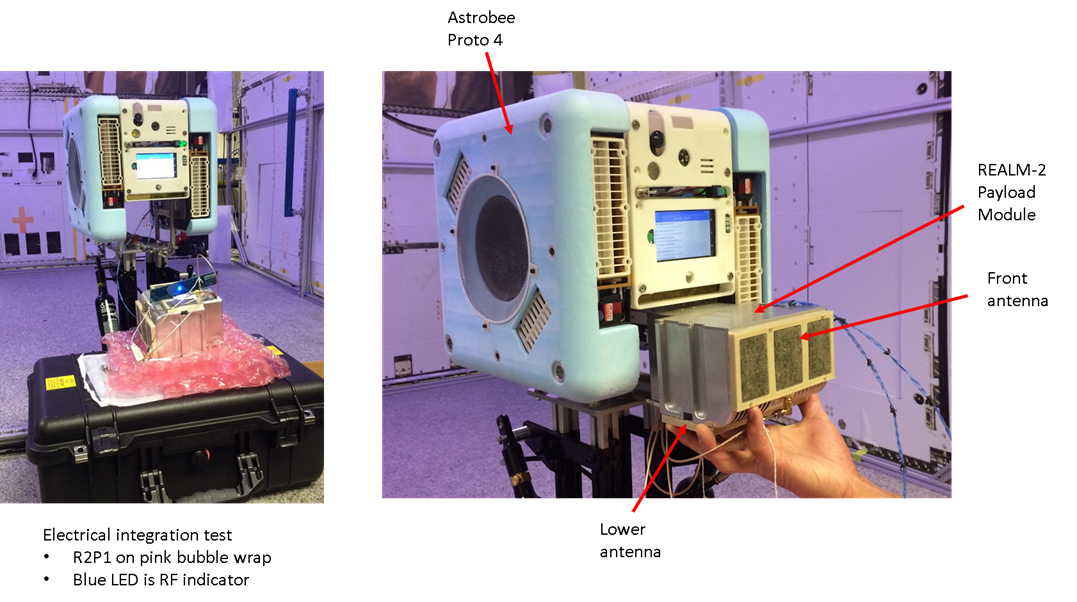 Astrobee
Proto 4
REALM-2
Payload
Module
Front
antenna
Lower
antenna
Electrical integration test
• R2P1 on pink bubble wrap
• Blue LED is RF indicator